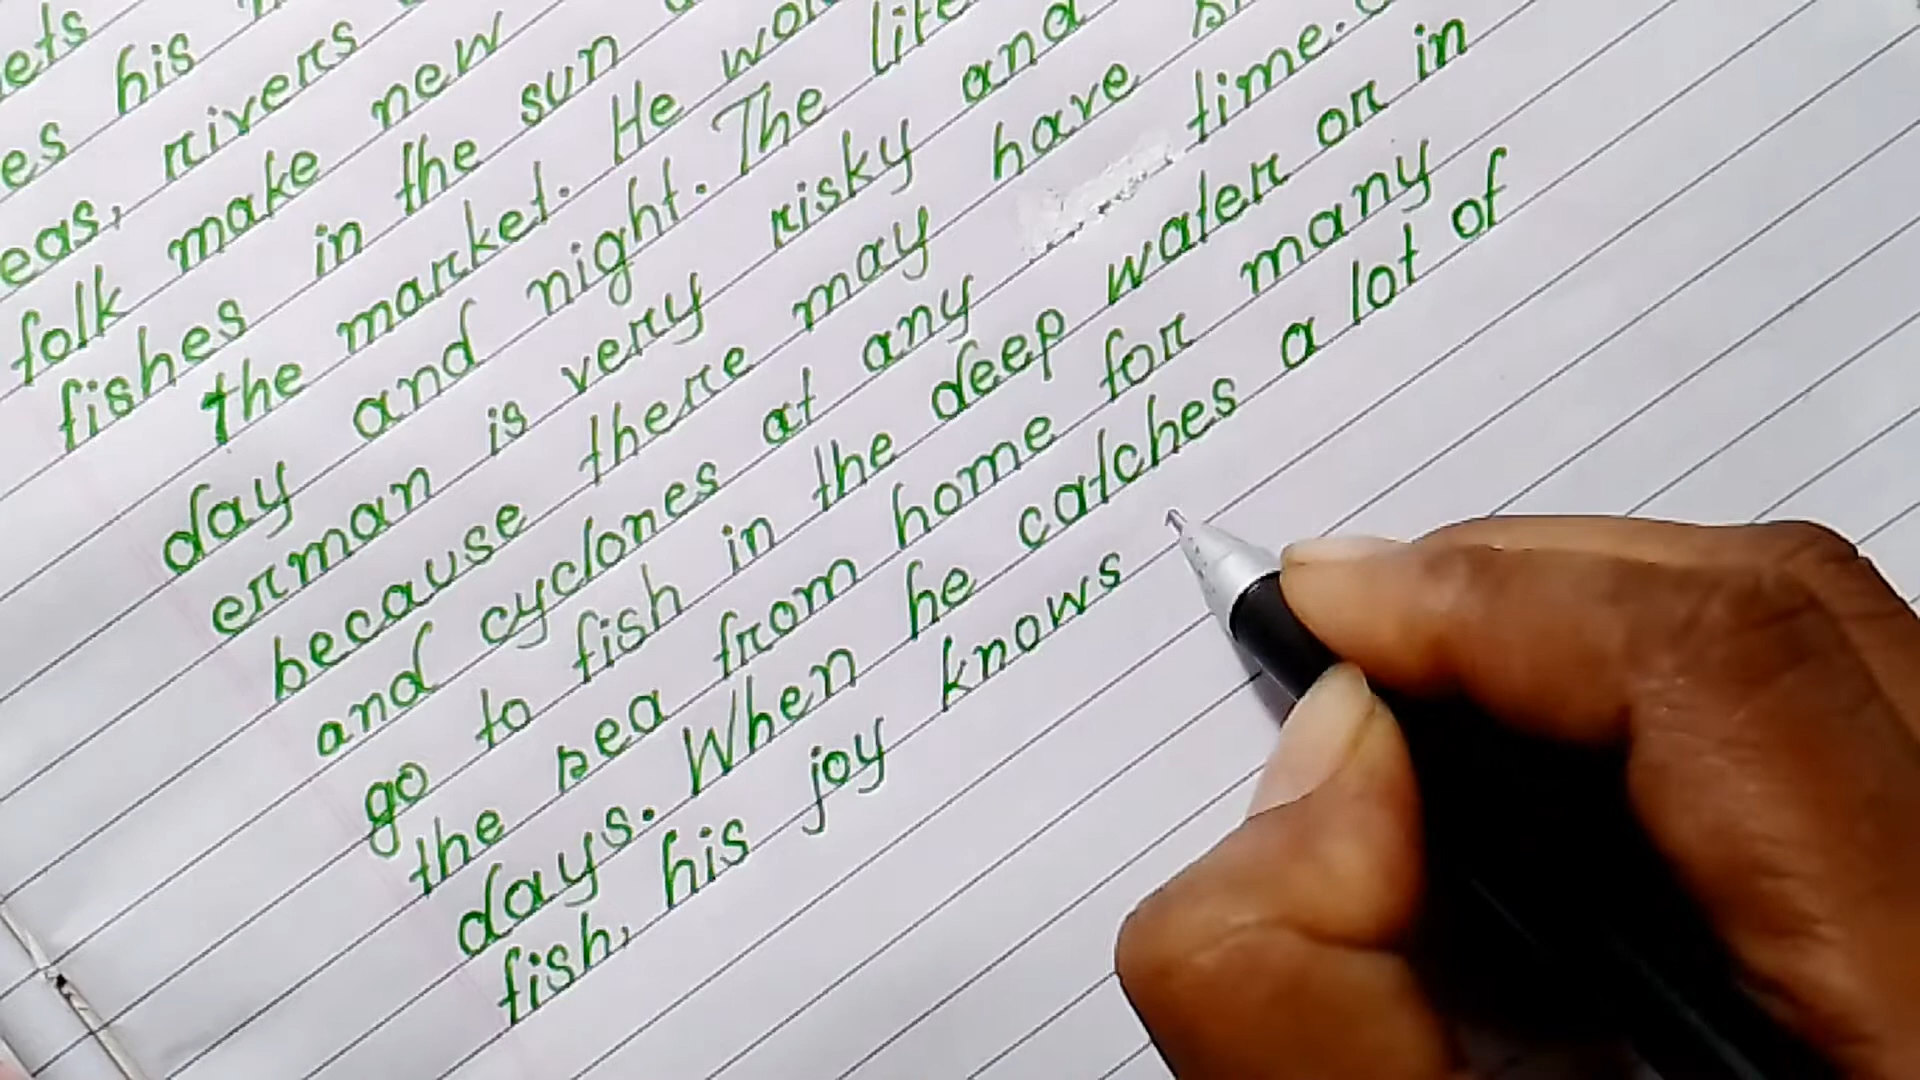 ets
es his
eas, rivers
folk make new
fishes in the sun
the market. He wor
day and night. The life
erman is very risky and
because there may have s
and cyclones at any time.
go to fish in the deep water or in
the sea from home for many
days. When he catches a lot of
fish, his joy knows